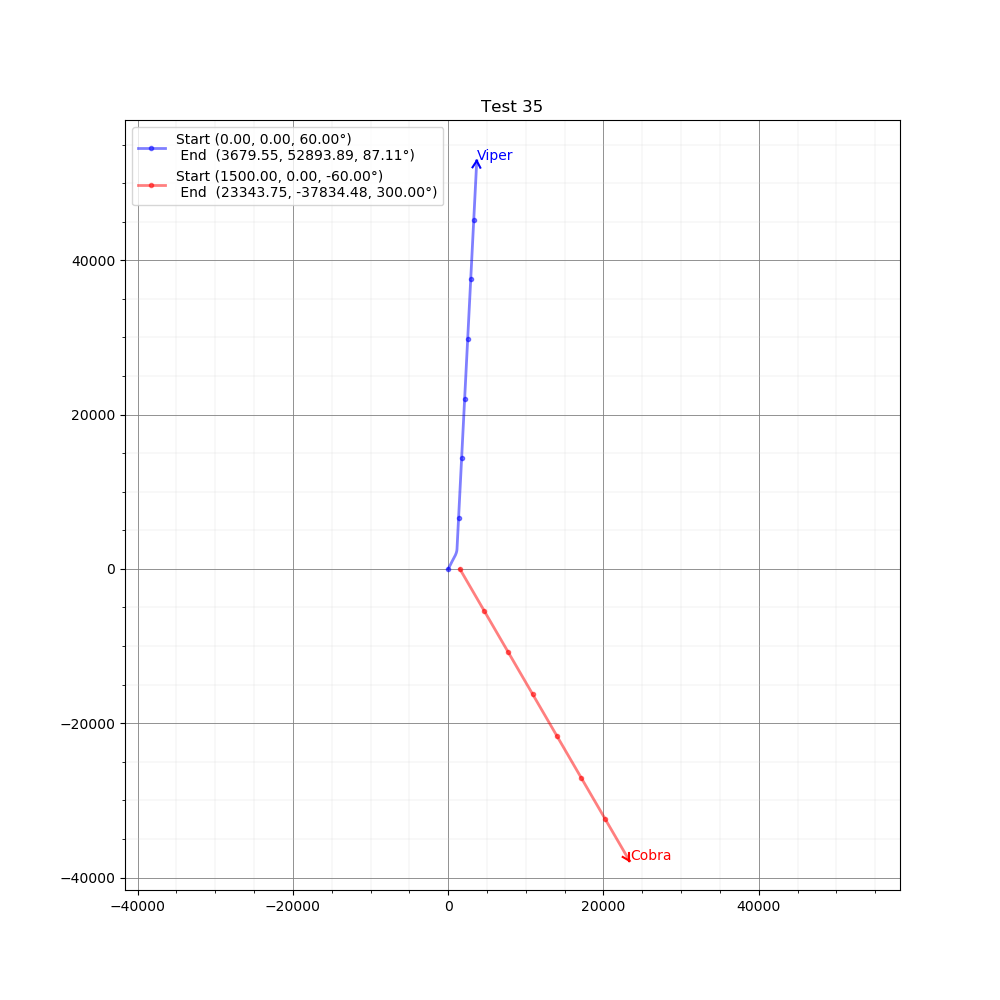 Test 35
Start (0.00, 0.00, 60.00°)
End (3679.55, 52893.89, 87.11°)
Start (1500.00, 0.00, -60.00°)
End (23343.75, -37834.48, 300.00°)
Viper
Cobra
40000
20000
0
−20000
−40000
−40000
−20000
0
20000
40000